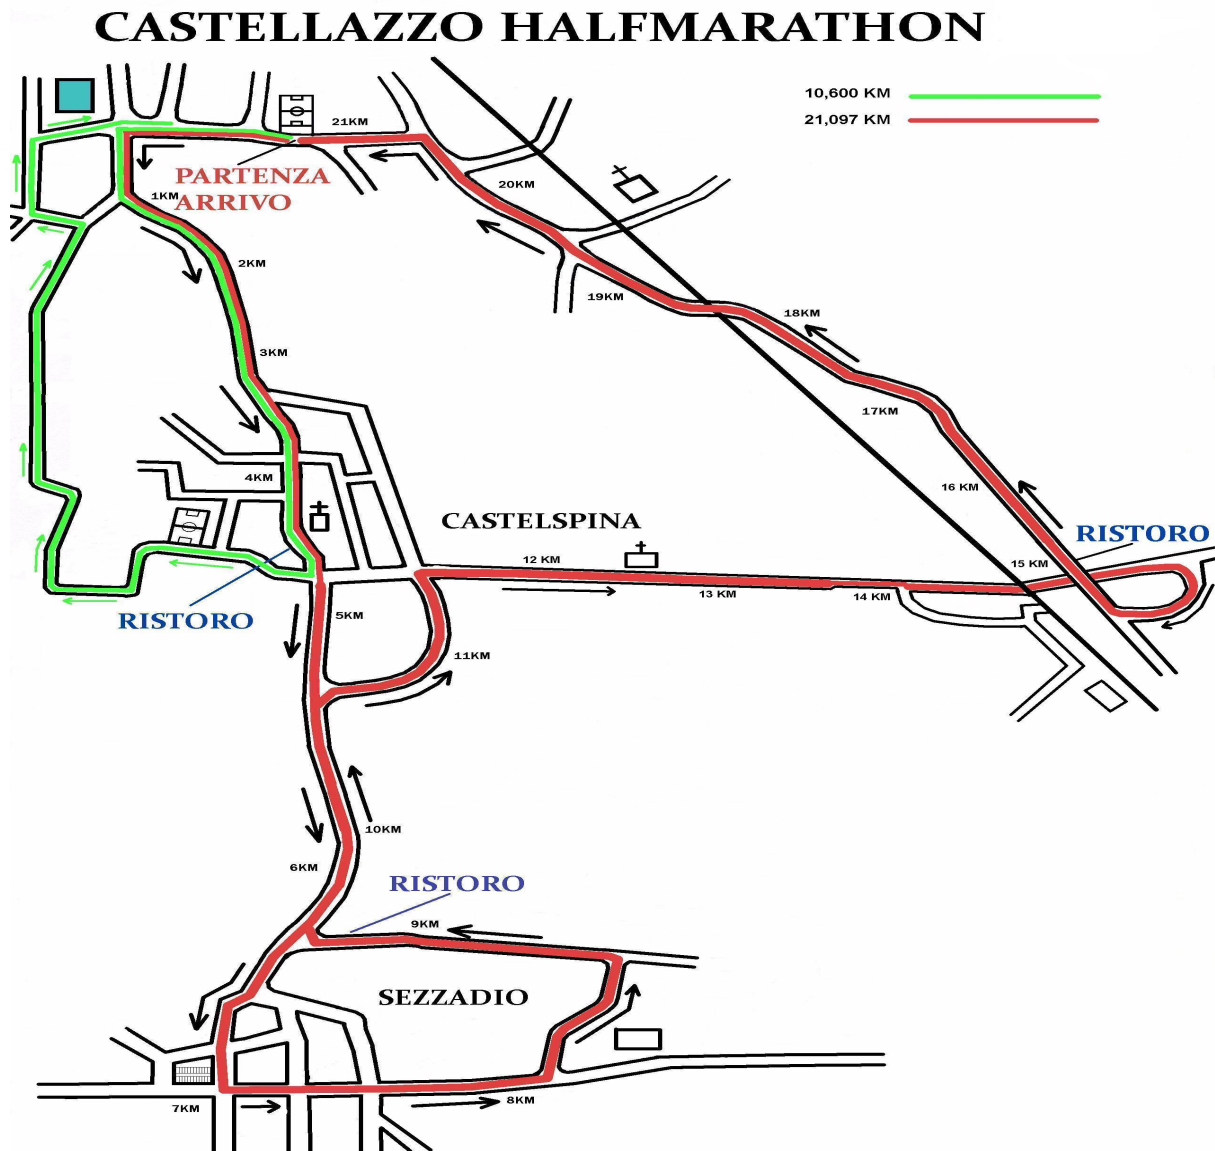 CASTELLAZZO HALFMARATHON
10,600 KM
21,097 KM
21KM
PARTENZA
ARRIVO
1KM
20KM
2KM
19KM
18KM
3KM
17KM
4KM
16 KM
CASTELSPINA
RISTORO
12 KM
15 KM
13 KM
14 KM
RISTORO
5KM
11KM
10KM
6KM
RISTORO
9KM
SEZZADIO
7KM
8KM